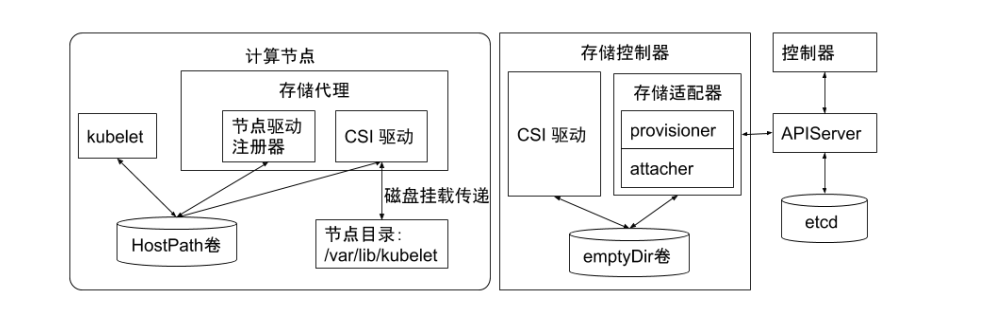 计算节点
存储代理
kubelet
节点驱动
注册器
CSI 驱动
磁盘挂载传递
HostPath卷
节点目录：
/var/lib/kubelet
存储控制器
CSI 驱动
存储适配器
provisioner
attacher
emptyDir卷
控制器
APIServer
etcd